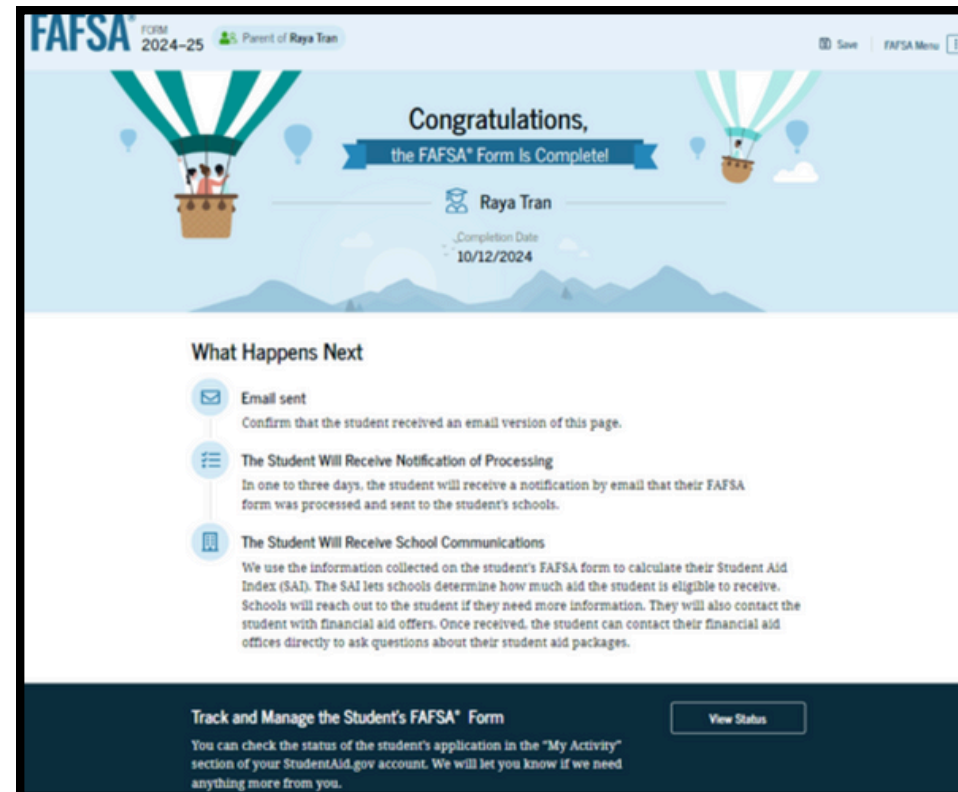 FAFSA®
FORM
2024–25
Parent of Raya Tran
Save
FAFSA Menu
Congratulations,
the FAFSA® Form Is Complete!
Raya Tran
Completion Date
10/12/2024
What Happens Next
Email sent
Confirm that the student received an email version of this page.
The Student Will Receive Notification of Processing
In one to three days, the student will receive a notification by email that their FAFSA
form was processed and sent to the student's schools.
The Student Will Receive School Communications
We use the information collected on the student's FAFSA form to calculate their Student Aid
Index (SAI). The SAI lets schools determine how much aid the student is eligible to receive.
Schools will reach out to the student if they need more information. They will also contact the
student with financial aid offers. Once received, the student can contact their financial aid
offices directly to ask questions about their student aid packages.
Track and Manage the Student's FAFSA® Form
View Status
You can check the status of the student's application in the "My Activity"
section of your StudentAid.gov account. We will let you know if we need
anything more from you.